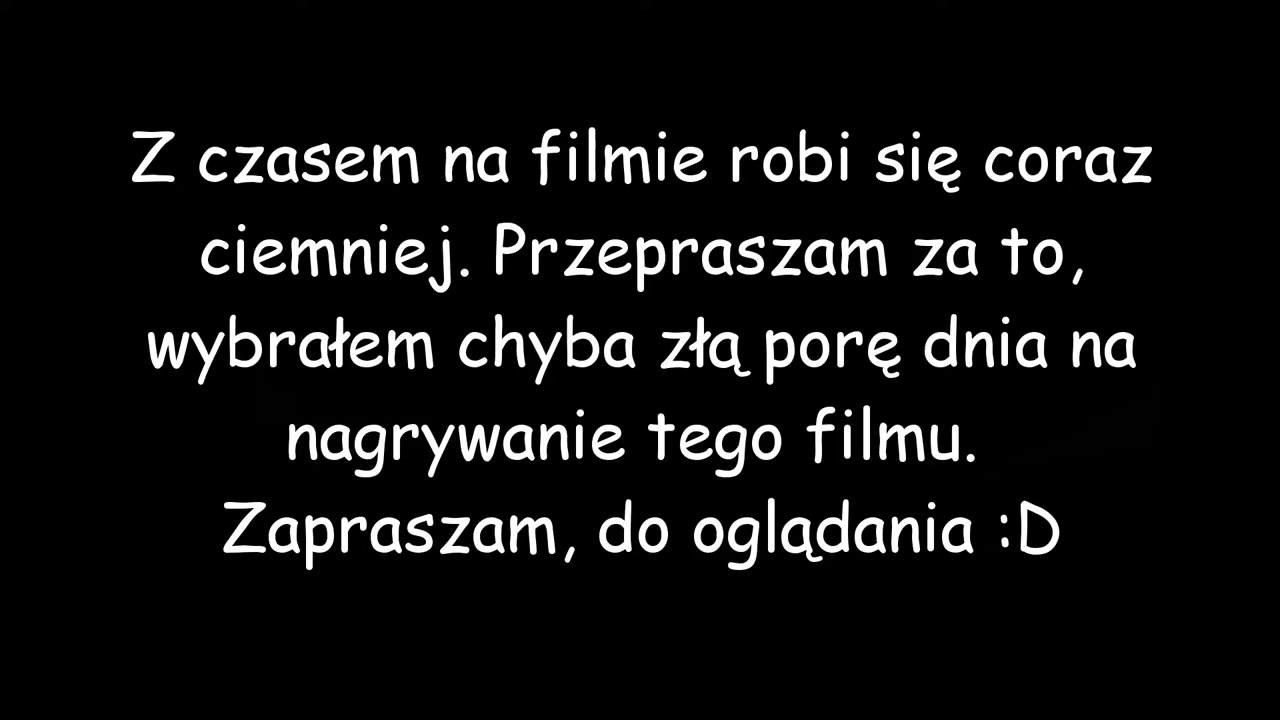 Z czasem na filmie robi się coraz
ciemniej. Przepraszam za to,
wybrałem chyba złą porę dnia na
nagrywanie tego filmu.
Zapraszam, do oglądania :D